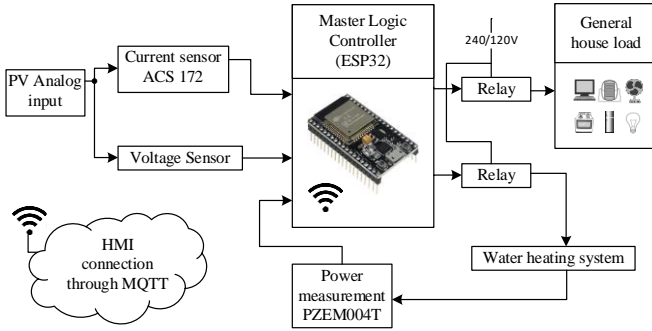 PV Analog
input
Current sensor
ACS 172
Voltage Sensor
Master Logic
Controller
(ESP32)
240/120V
Relay
Relay
General
house load
Water heating system
Power
measurement
PZEM004T
HMI
connection
through MQTT